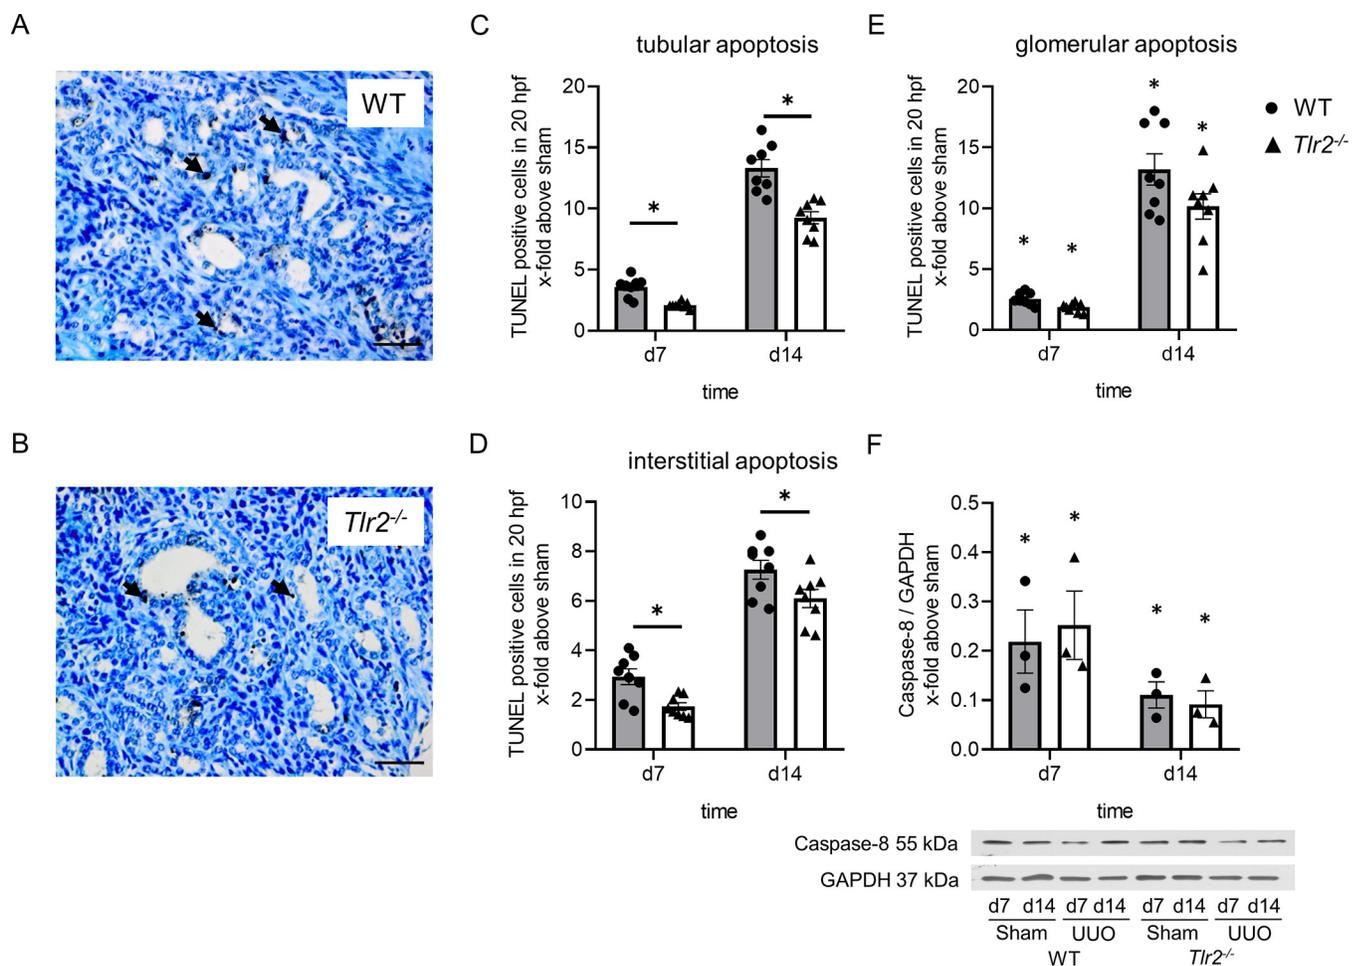 A
WT
B
Tlr2-/-
C
tubular apoptosis
TUNEL positive cells in 20 hpf
x-fold above sham
20
15
10
5
0
*
*
d7
d14
time
D
interstitial apoptosis
TUNEL positive cells in 20 hpf
x-fold above sham
10
8
6
4
2
0
*
*
d7
d14
time
E
glomerular apoptosis
TUNEL positive cells in 20 hpf
x-fold above sham
20
15
10
5
0
*
*
*
*
d7
d14
time
WT
Tlr2-/-
F
Caspase-8 / GAPDH
x-fold above sham
0.5
0.4
0.3
0.2
0.1
0.0
*
*
*
*
d7
d14
time
Caspase-8 55 kDa
GAPDH 37 kDa
d7 d14 d7 d14 d7 d14 d7 d14
Sham UUO Sham UUO
WT Tlr2-/-